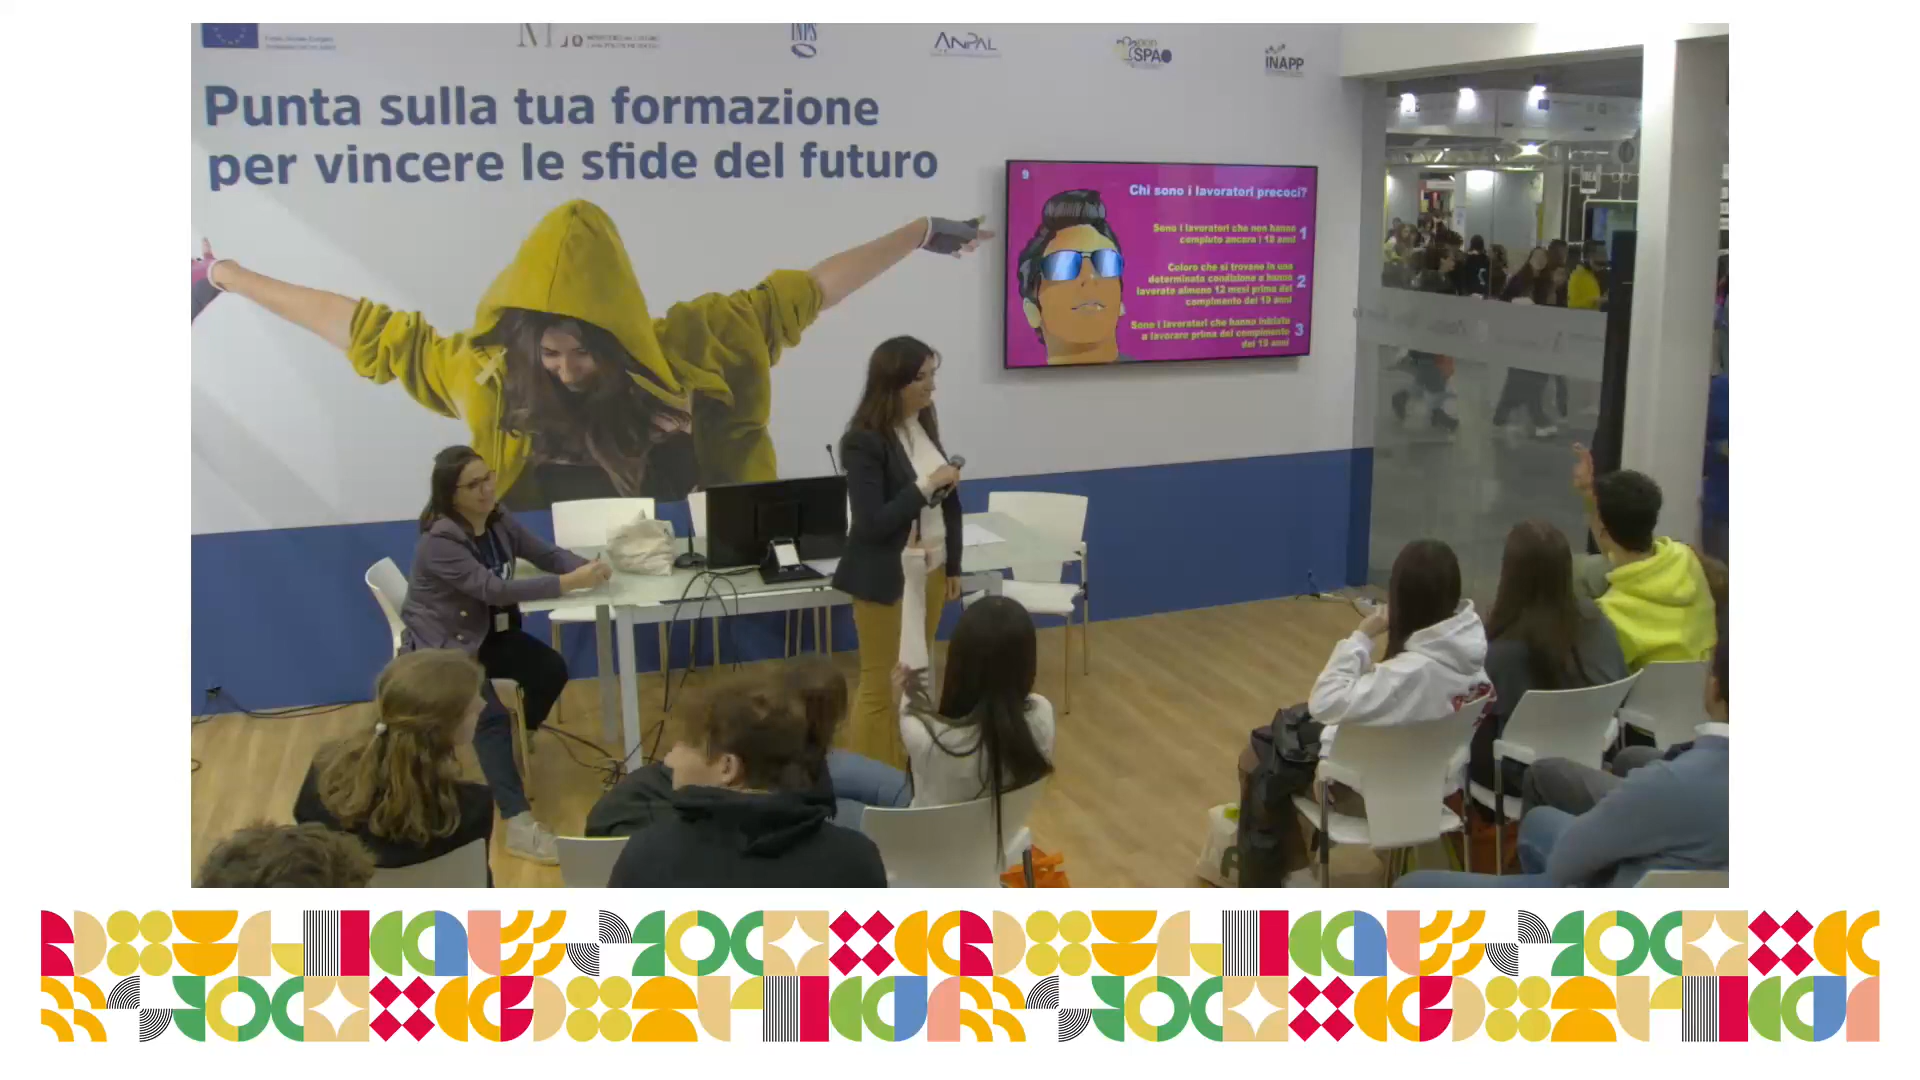 INPS
ANPAL
SPAO
INAPP
Punta sulla tua formazione
per vincere le sfide del futuro
9
Chi sono i lavoratori precoci?
Sono i lavoratori che non hanno
compiuto ancora i 18 anni
1
Coloro che si trovano in una
determinata condizione e hanno
lavorato almeno 12 mesi prima del
compimento dei 19 anni
2
Sono i lavoratori che hanno iniziato
a lavorare prima del compimento
dei 19 anni
3